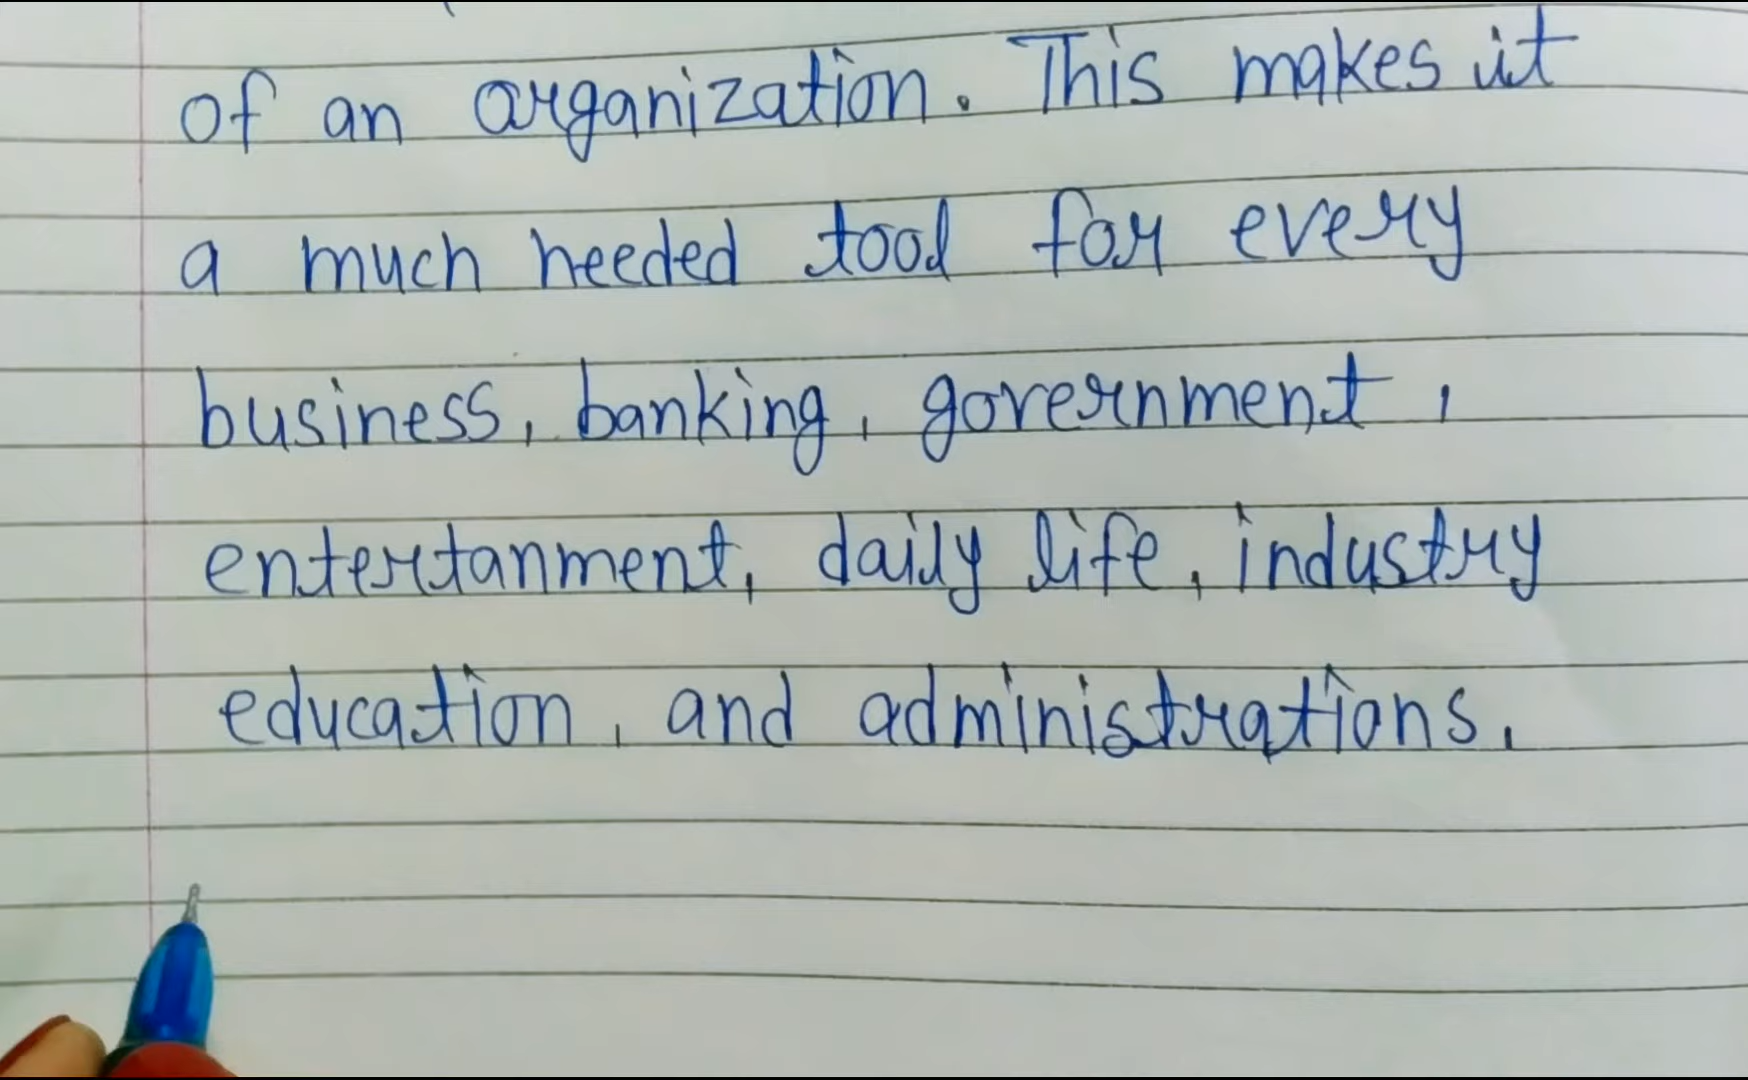 of an organization. This makes it
a much needed tool for every
business, banking, government,
entertanment, daily life, industry
education, and administrations.